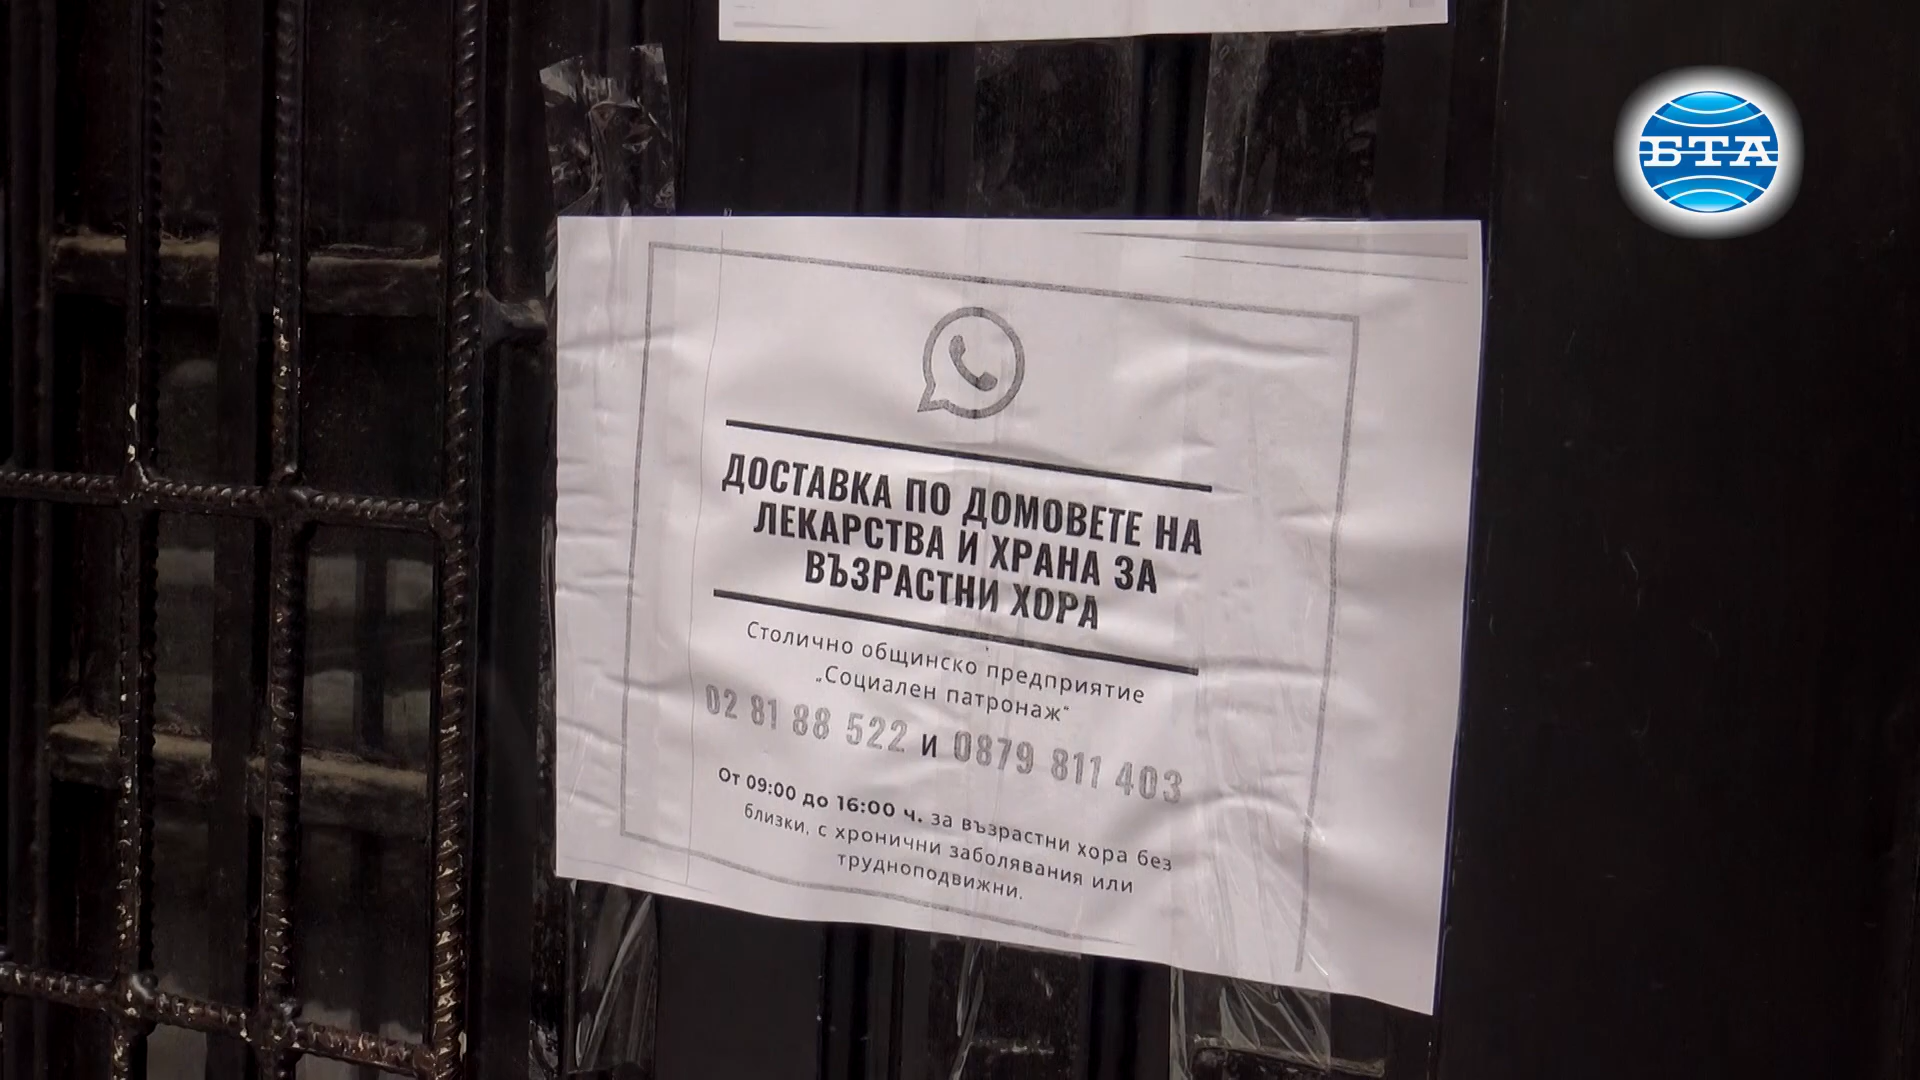 БТА
ДОСТАВКА ПО ДОМОВЕТЕ НА
ЛЕКАРСТВА И ХРАНА ЗА
ВЪЗРАСТНИ ХОРА
Столично общинско предприятие
„Социален патронаж“
02 81 88 522 и 0879 811 403
От 09:00 до 16:00 ч. за възрастни хора без
близки, с хронични заболявания или
трудноподвижни.